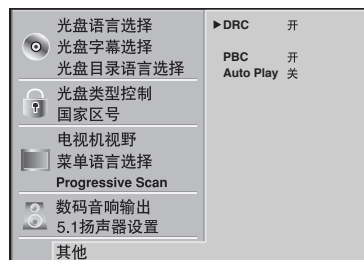 光盘语言选择
光盘字幕选择
光盘目录语言选择
光盘类型控制
国家区号
电视机视野
菜单语言选择
Progressive Scan
数码音响输出
5.1扬声器设置
其他
▶DRC 开
PBC 开
Auto Play 关